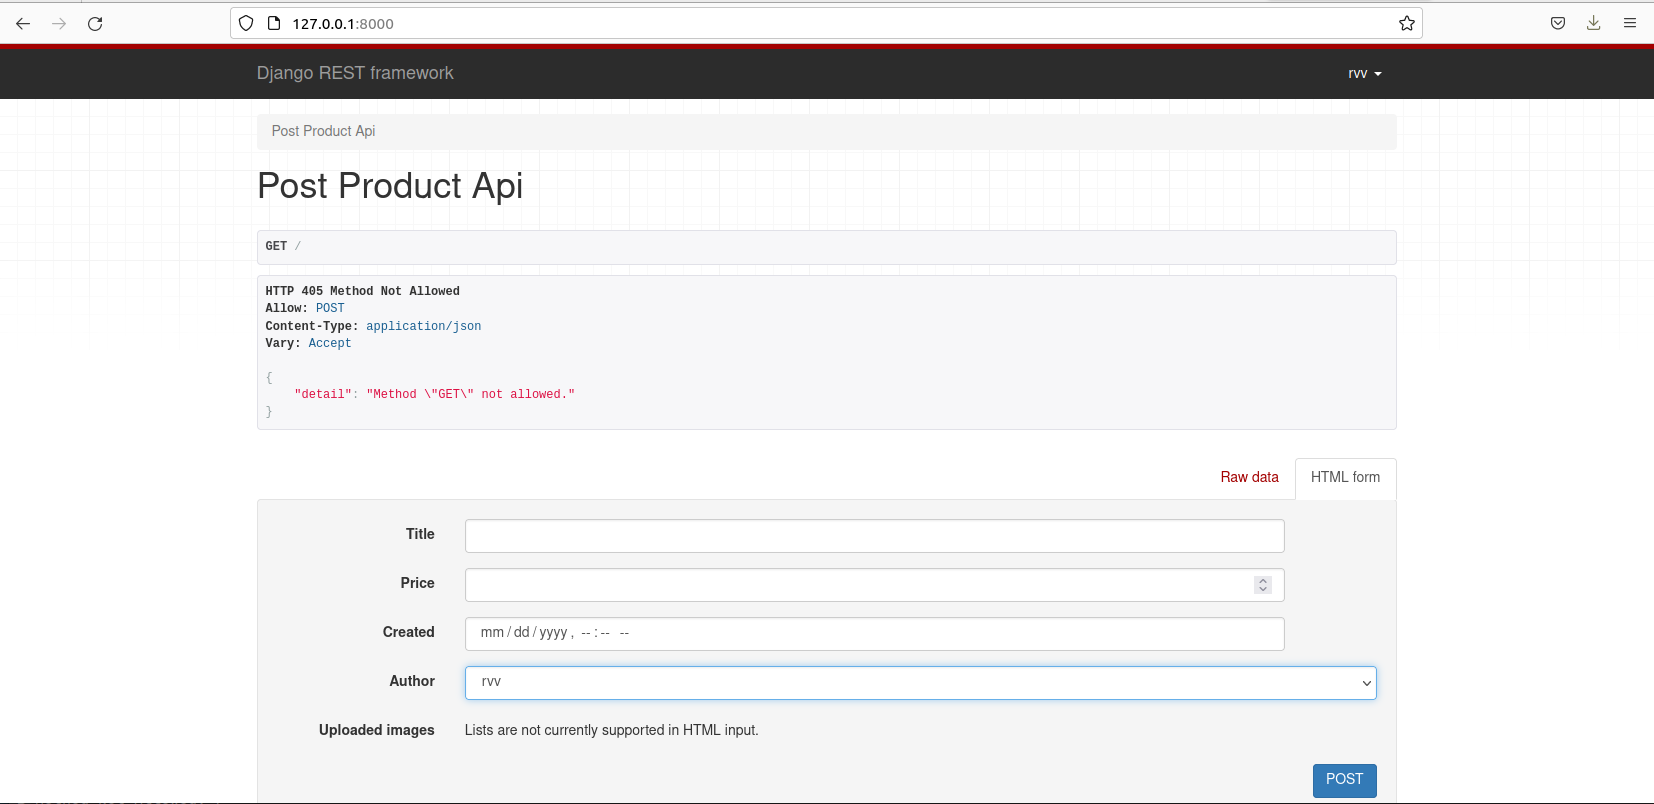 127.0.0.1:8000
Django REST framework
rvv
Post Product Api
Post Product Api
GET /
HTTP 405 Method Not Allowed
Allow: POST
Content-Type: application/json
Vary: Accept
{
"detail": "Method \"GET\" not allowed."
}
Raw data
HTML form
Title
Price
Created
mm / dd / yyyy , -- : -- --
Author
rvv
Uploaded images
Lists are not currently supported in HTML input.
POST